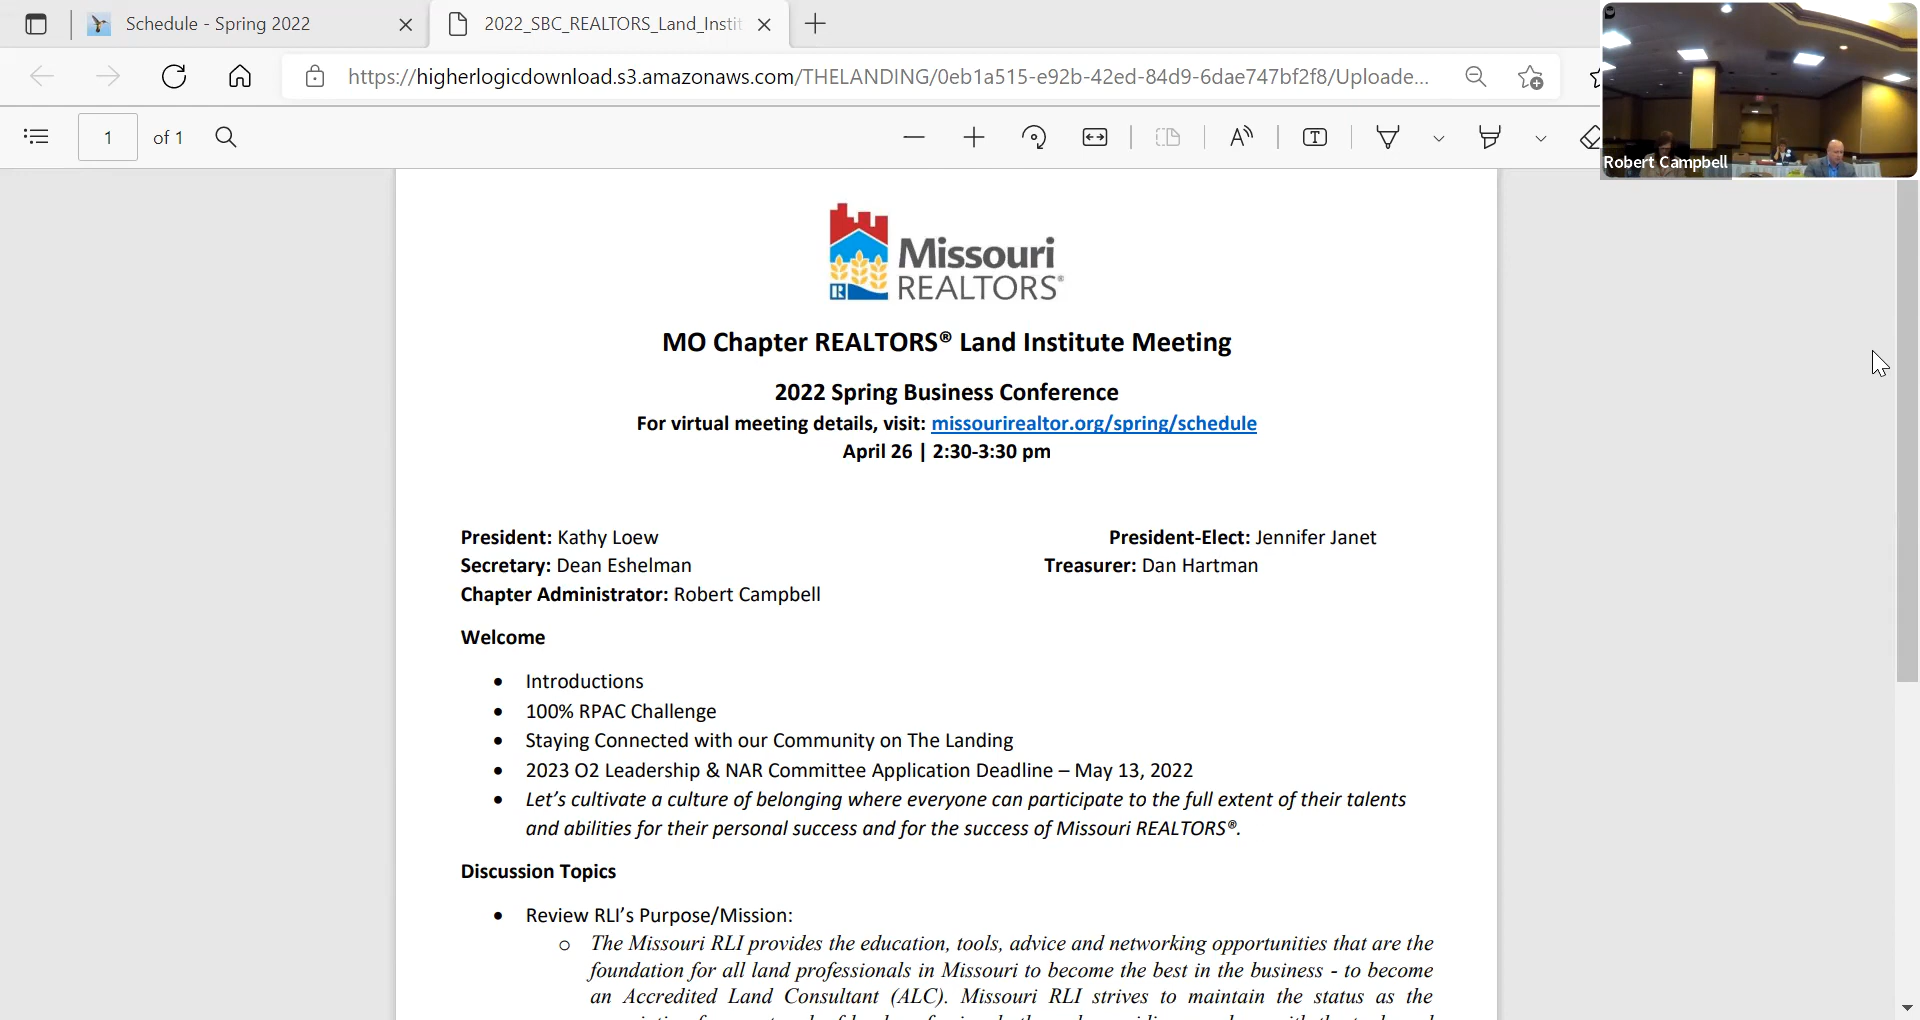 Schedule - Spring 2022
2022_SBC_REALTORS_Land_Instit
https://higherlogicdownload.s3.amazonaws.com/THELANDING/0eb1a515-e92b-42ed-84d9-6dae747bf2f8/Uploade...
1 of 1
Robert Campbell
Missouri
REALTORS®
MO Chapter REALTORS® Land Institute Meeting
2022 Spring Business Conference
For virtual meeting details, visit: missourirealtor.org/spring/schedule
April 26 | 2:30-3:30 pm
President: Kathy Loew President-Elect: Jennifer Janet
Secretary: Dean Eshelman Treasurer: Dan Hartman
Chapter Administrator: Robert Campbell
Welcome
• Introductions
• 100% RPAC Challenge
• Staying Connected with our Community on The Landing
• 2023 O2 Leadership & NAR Committee Application Deadline – May 13, 2022
• Let’s cultivate a culture of belonging where everyone can participate to the full extent of their talents
and abilities for their personal success and for the success of Missouri REALTORS®.
Discussion Topics
• Review RLI’s Purpose/Mission:
o The Missouri RLI provides the education, tools, advice and networking opportunities that are the
foundation for all land professionals in Missouri to become the best in the business - to become
an Accredited Land Consultant (ALC). Missouri RLI strives to maintain the status as the